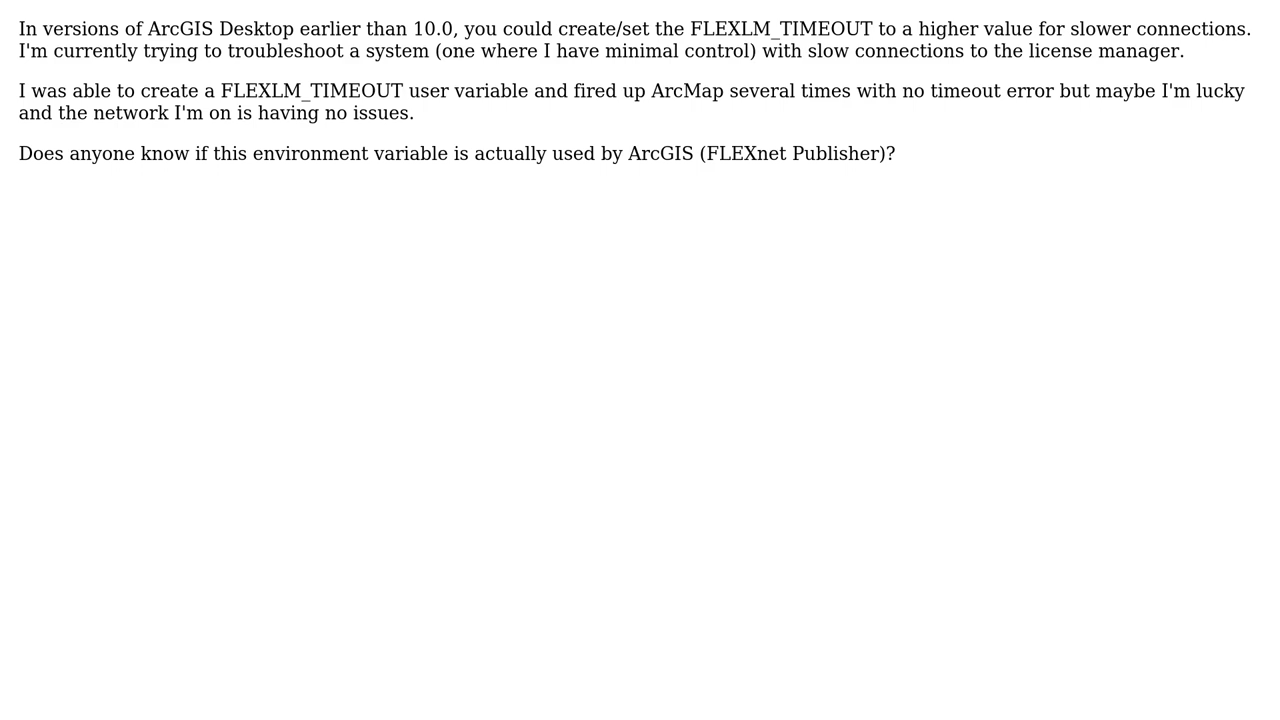 In versions of ArcGIS Desktop earlier than 10.0, you could create/set the FLEXLM_TIMEOUT to a higher value for slower connections.
I'm currently trying to troubleshoot a system (one where I have minimal control) with slow connections to the license manager.
I was able to create a FLEXLM_TIMEOUT user variable and fired up ArcMap several times with no timeout error but maybe I'm lucky
and the network I'm on is having no issues.
Does anyone know if this environment variable is actually used by ArcGIS (FLEXnet Publisher)?